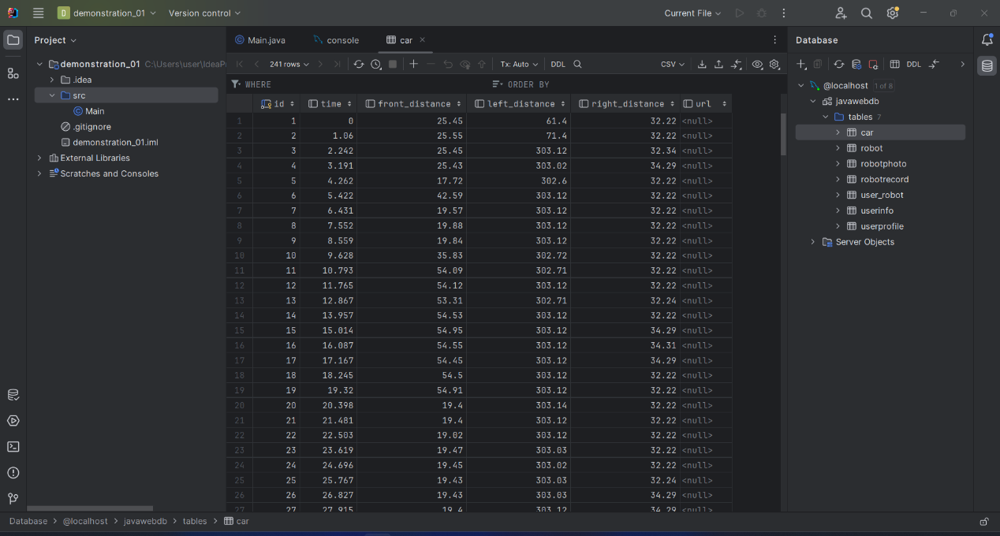 D demonstration_01 Version control Current File
Project
demonstration_01 C:\Users\user\IdeaPr
.idea
src
Main
.gitignore
demonstration_01.iml
External Libraries
Scratches and Consoles
Main.java console car
241 rows Tx: Auto DDL CSV
WHERE ORDER BY
id time front_distance left_distance right_distance url
1 1 0 25.45 61.4 32.22 <null>
2 2 1.06 25.55 71.4 32.22 <null>
3 3 2.242 25.45 303.12 32.34 <null>
4 4 3.191 25.43 303.02 34.29 <null>
5 5 4.262 17.72 302.6 32.22 <null>
6 6 5.422 42.59 303.12 32.22 <null>
7 7 6.431 19.57 303.12 32.22 <null>
8 8 7.552 19.88 303.12 32.22 <null>
9 9 8.559 19.84 303.12 32.22 <null>
10 10 9.628 35.83 302.72 32.22 <null>
11 11 10.793 54.09 302.71 32.22 <null>
12 12 11.765 54.12 303.12 32.22 <null>
13 13 12.867 53.31 302.71 32.24 <null>
14 14 13.957 54.53 303.12 32.22 <null>
15 15 15.014 54.95 303.12 34.29 <null>
16 16 16.087 54.55 303.12 34.31 <null>
17 17 17.167 54.45 303.12 34.29 <null>
18 18 18.245 54.5 303.12 32.22 <null>
19 19 19.32 54.91 303.12 32.22 <null>
20 20 20.398 19.4 303.14 32.22 <null>
21 21 21.481 19.4 303.12 32.22 <null>
22 22 22.503 19.02 303.12 32.22 <null>
23 23 23.619 19.47 303.03 32.22 <null>
24 24 24.696 19.45 303.02 32.22 <null>
25 25 25.767 19.43 303.03 32.24 <null>
26 26 26.827 19.43 303.03 34.29 <null>
27 27 27.915 19.4 303.12 34.29 <null>
Database
DDL
@localhost 1 of 8
javawebdb
tables 7
car
robot
robotphoto
robotrecord
user_robot
userinfo
userprofile
Server Objects
Database > @localhost > javawebdb > tables > car